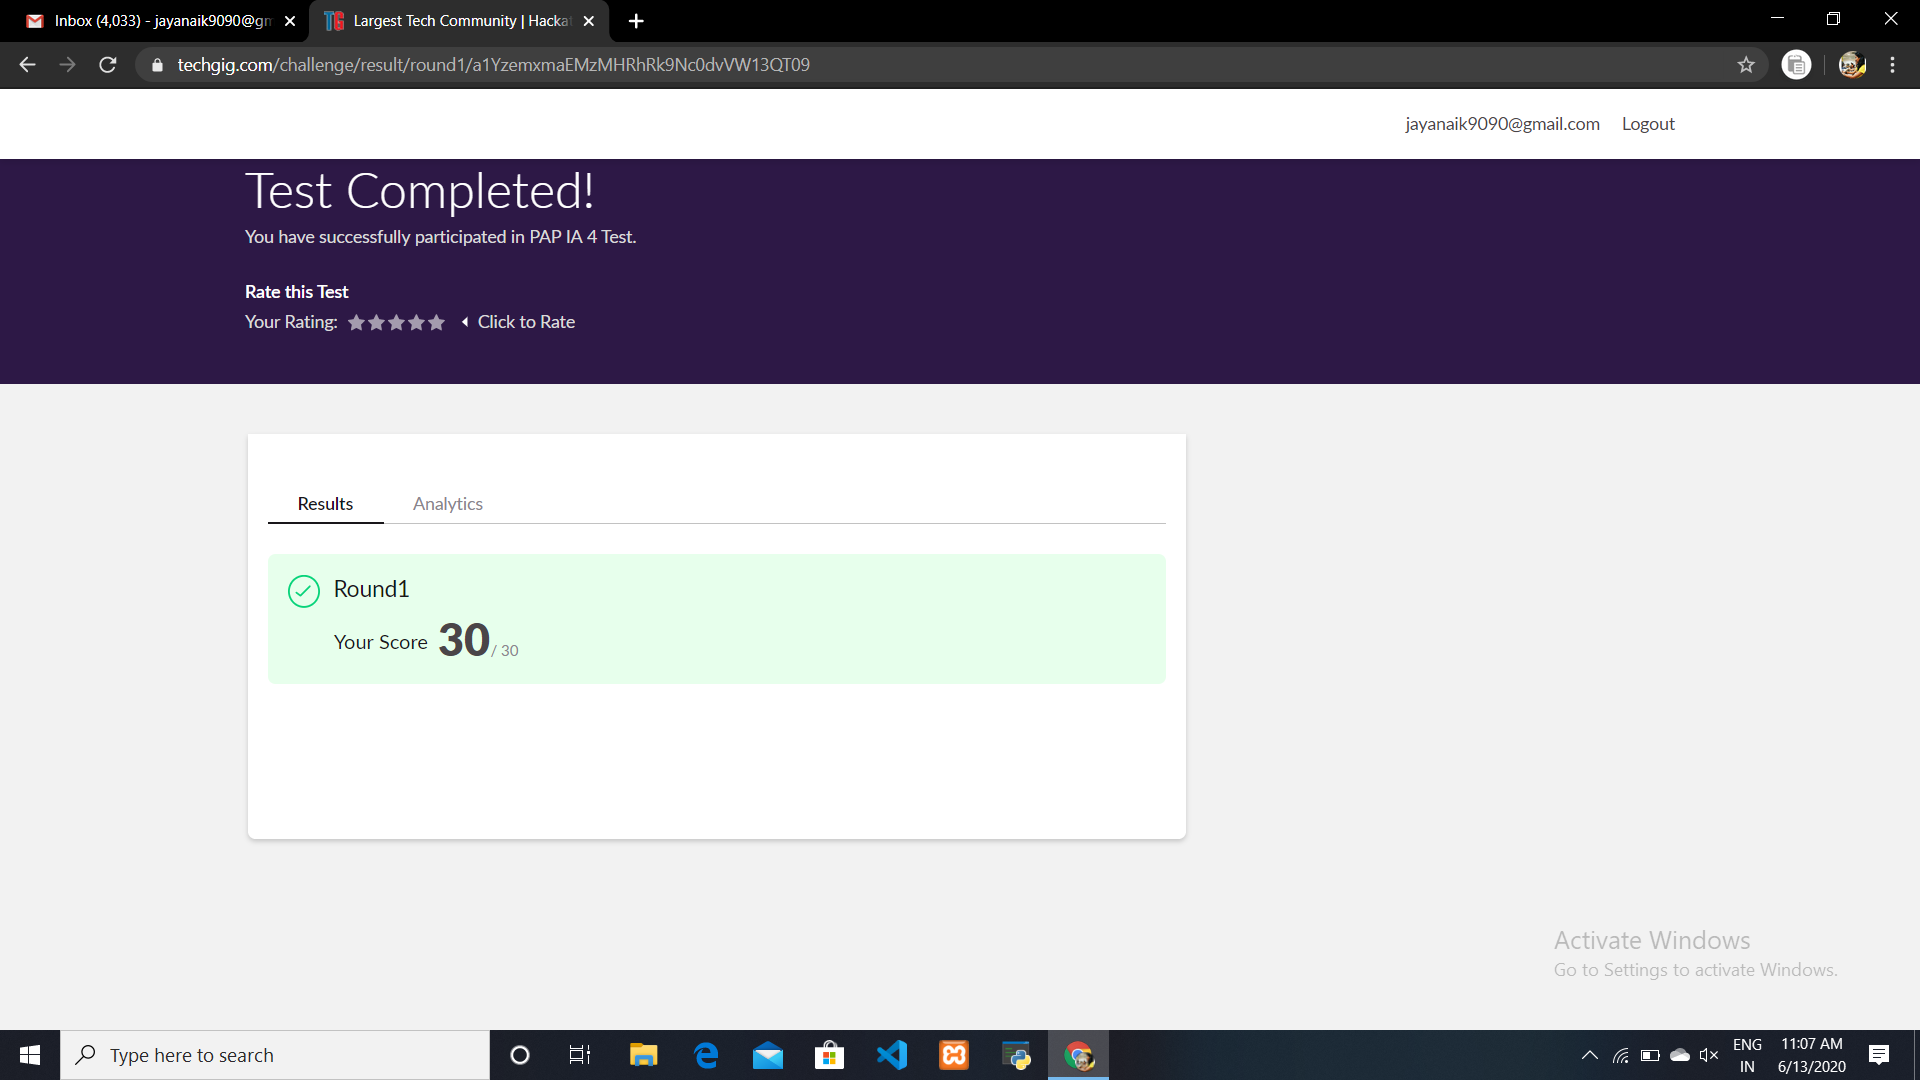 Inbox (4,033) - jayanaik9090@gm
Largest Tech Community | Hacka
techgig.com/challenge/result/round1/a1YzemxmaEMzMHRhRk9Nc0dvVW13QT09
jayanaik9090@gmail.com Logout
Test Completed!
You have successfully participated in PAP IA 4 Test.
Rate this Test
Your Rating: Click to Rate
Results Analytics
Round1
Your Score 30 / 30
Activate Windows
Go to Settings to activate Windows.
Type here to search
ENG
IN
11:07 AM
6/13/2020